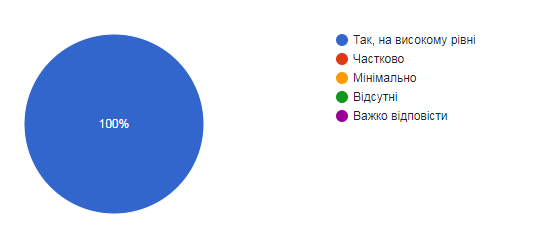 100%
Так, на високому рівні
Частково
Мінімально
Відсутні
Важко відповісти